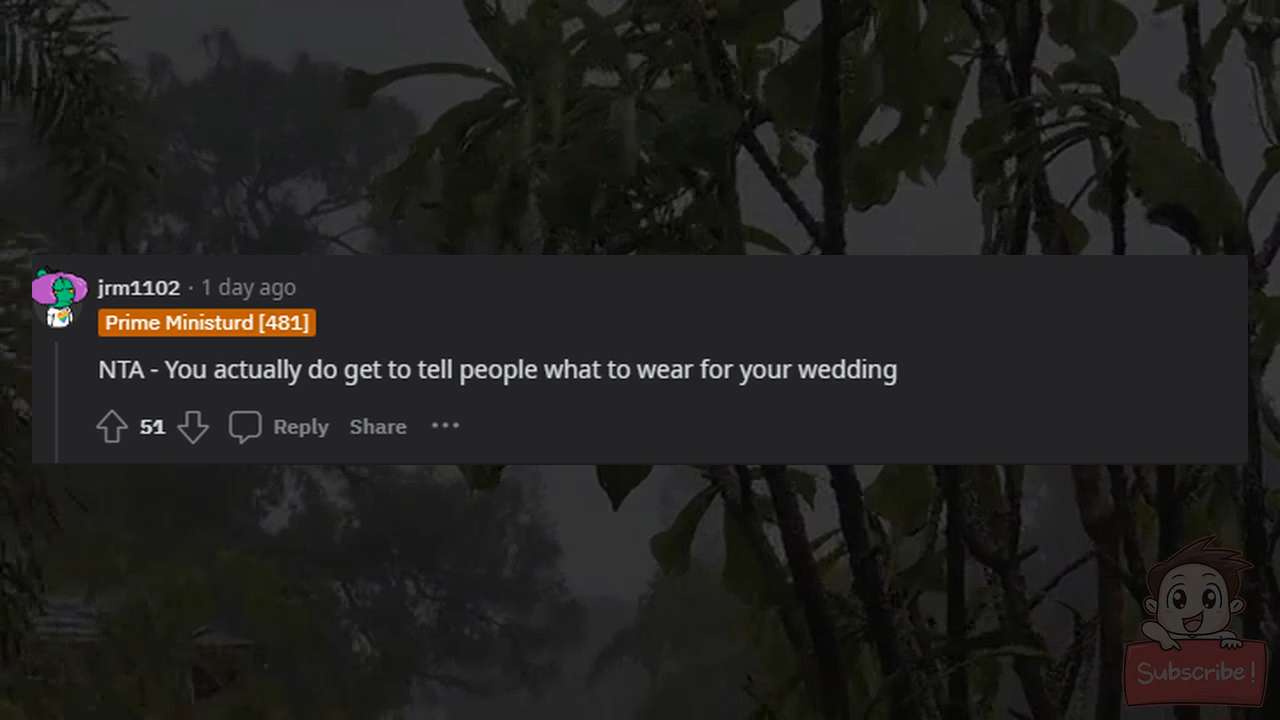 jrm1102 · 1 day ago
Prime Ministurd [481]
NTA - You actually do get to tell people what to wear for your wedding
51 Reply Share ···
Subscribe!